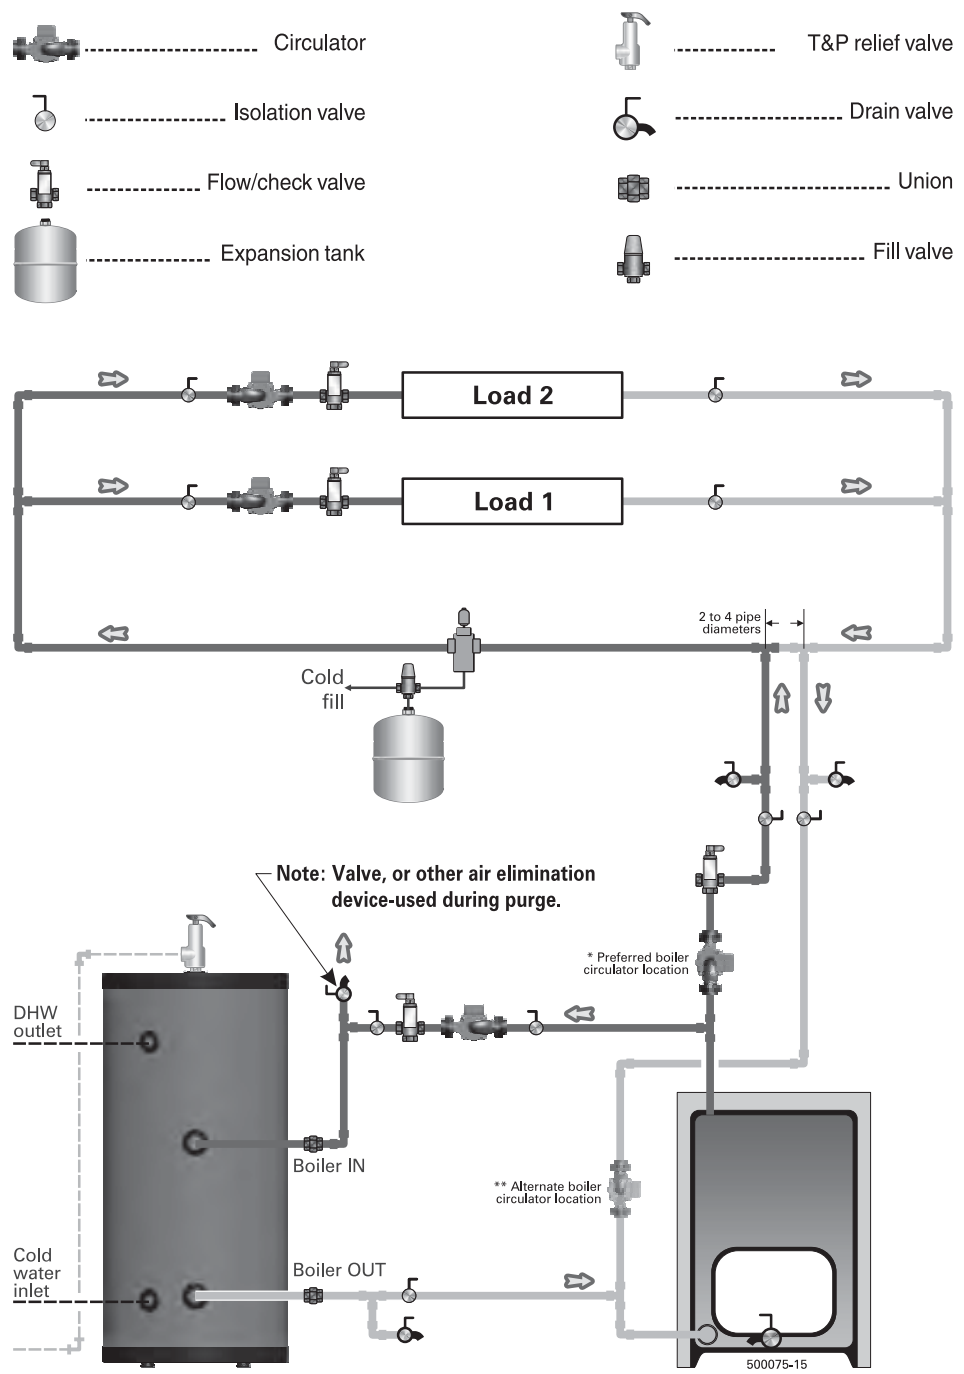 Circulator
T&P relief valve
Isolation valve
Drain valve
Flow/check valve
Union
Expansion tank
Fill valve
Load 2
Load 1
2 to 4 pipe
diameters
Cold
fill
Note: Valve, or other air elimination
device-used during purge.
* Preferred boiler
circulator location
DHW
outlet
Boiler IN
** Alternate boiler
circulator location
Cold
water
inlet
Boiler OUT
500075-15